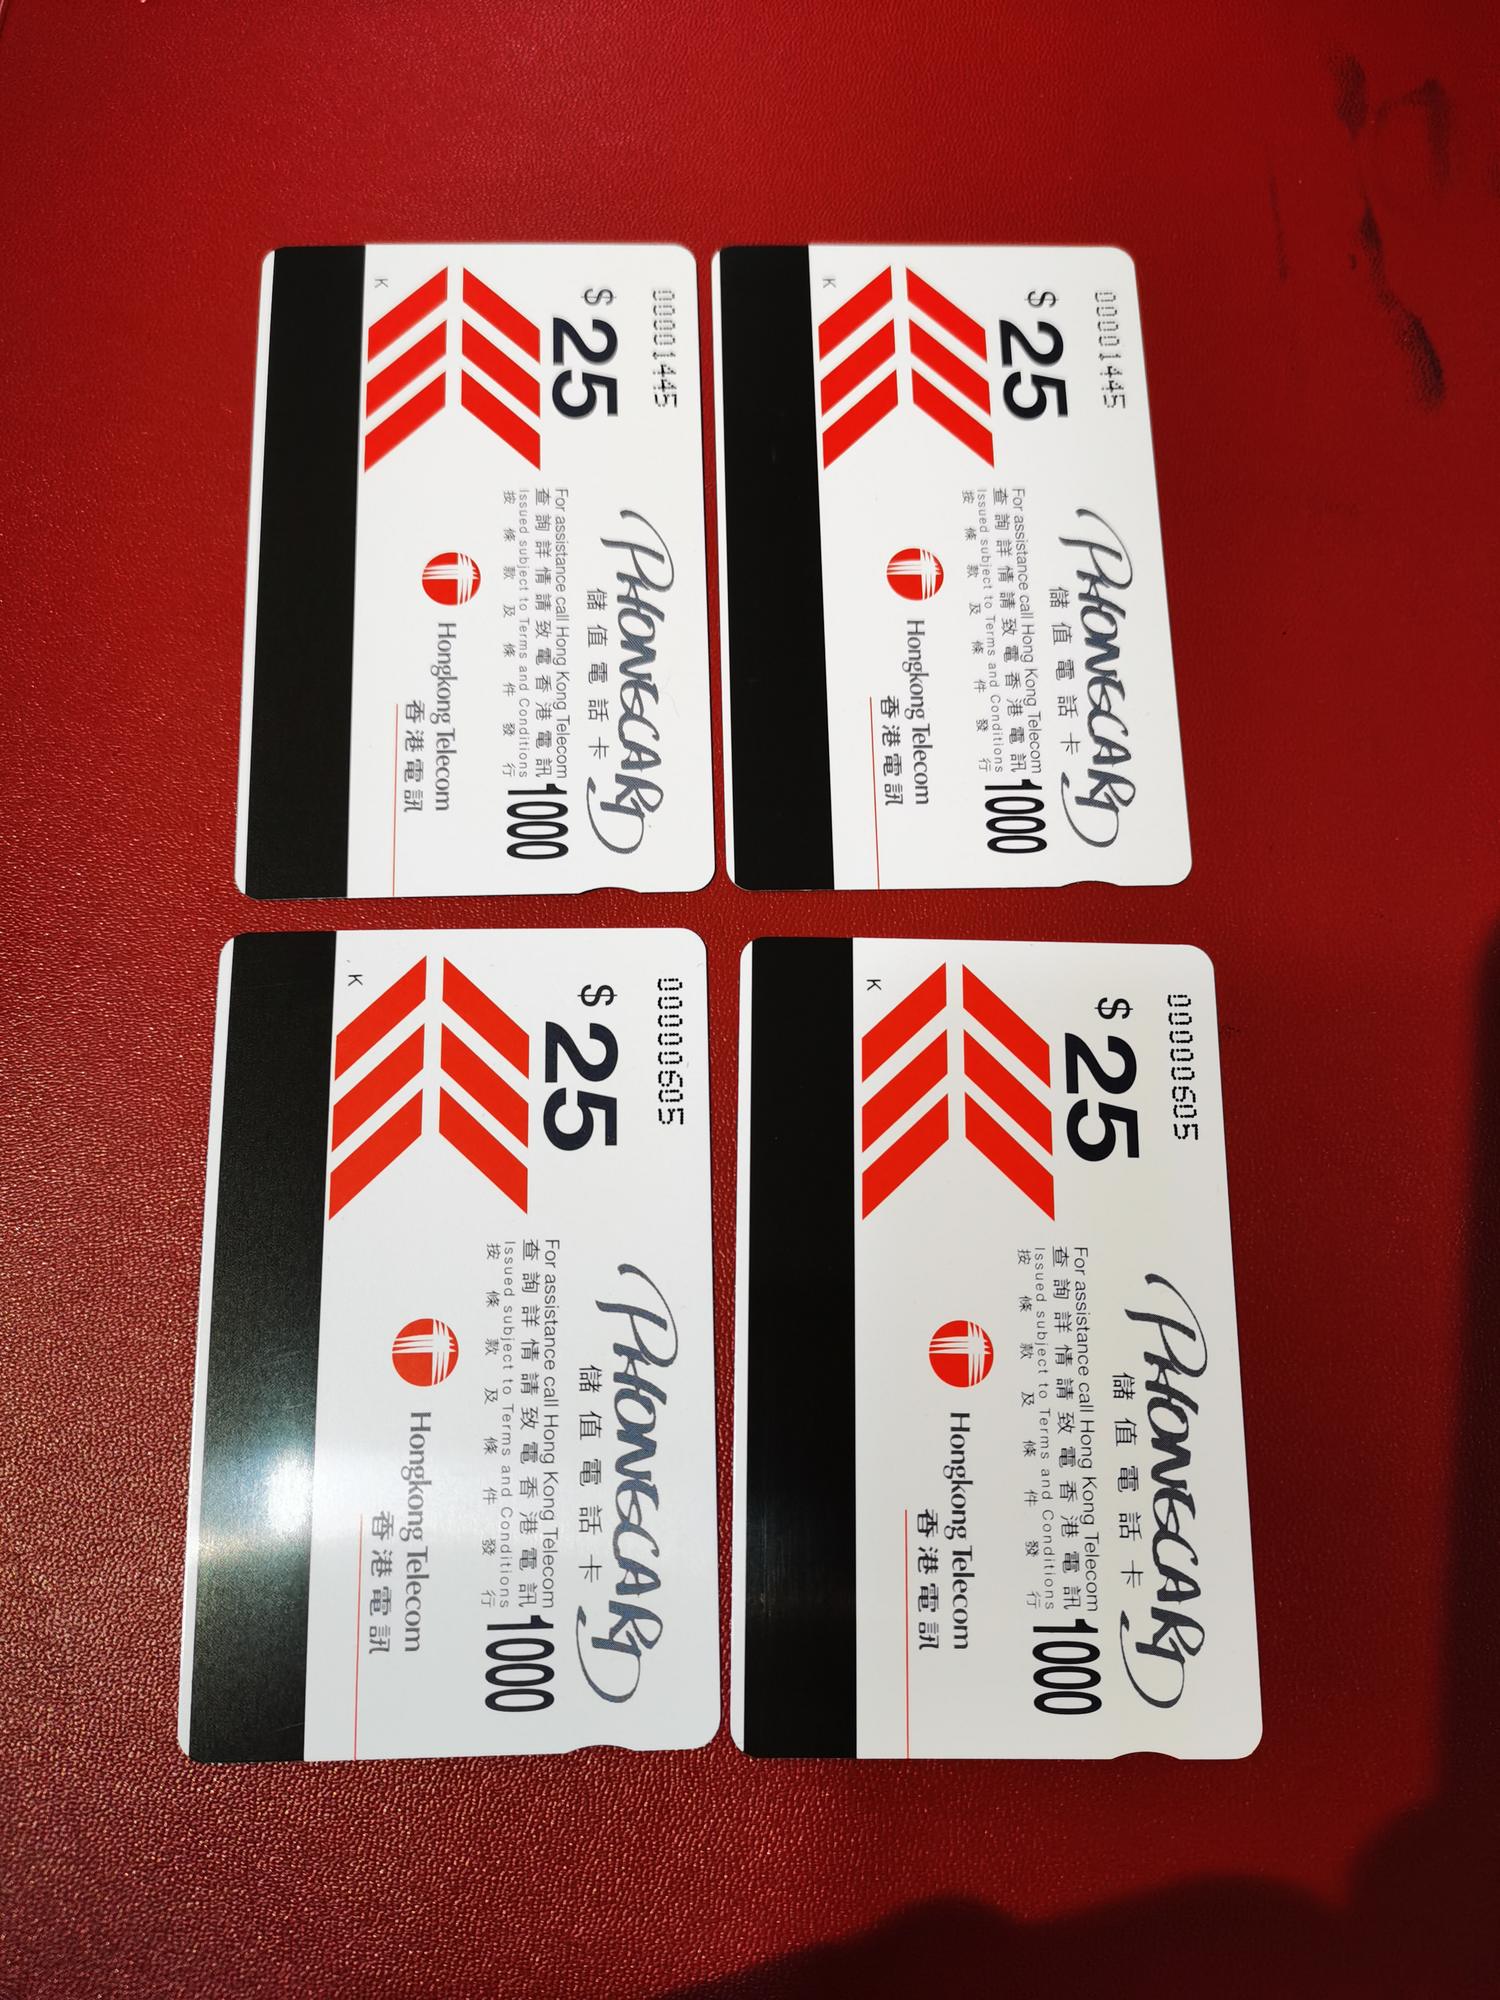 00001445
$25
PHONECARD
儲值電話卡
For assistance call Hong Kong Telecom
查詢詳情請致電香港電訊
Issued subject to Terms and Conditions
按條款及條件發行
1000
Hongkong Telecom
香港電訊
K
00001445
$25
PHONECARD
儲值電話卡
For assistance call Hong Kong Telecom
查詢詳情請致電香港電訊
Issued subject to Terms and Conditions
按條款及條件發行
1000
Hongkong Telecom
香港電訊
K
00000605
$25
PHONECARD
儲值電話卡
For assistance call Hong Kong Telecom
查詢詳情請致電香港電訊
Issued subject to Terms and Conditions
按條款及條件發行
1000
Hongkong Telecom
香港電訊
K
00000605
$25
PHONECARD
儲值電話卡
For assistance call Hong Kong Telecom
查詢詳情請致電香港電訊
Issued subject to Terms and Conditions
按條款及條件發行
1000
Hongkong Telecom
香港電訊
K